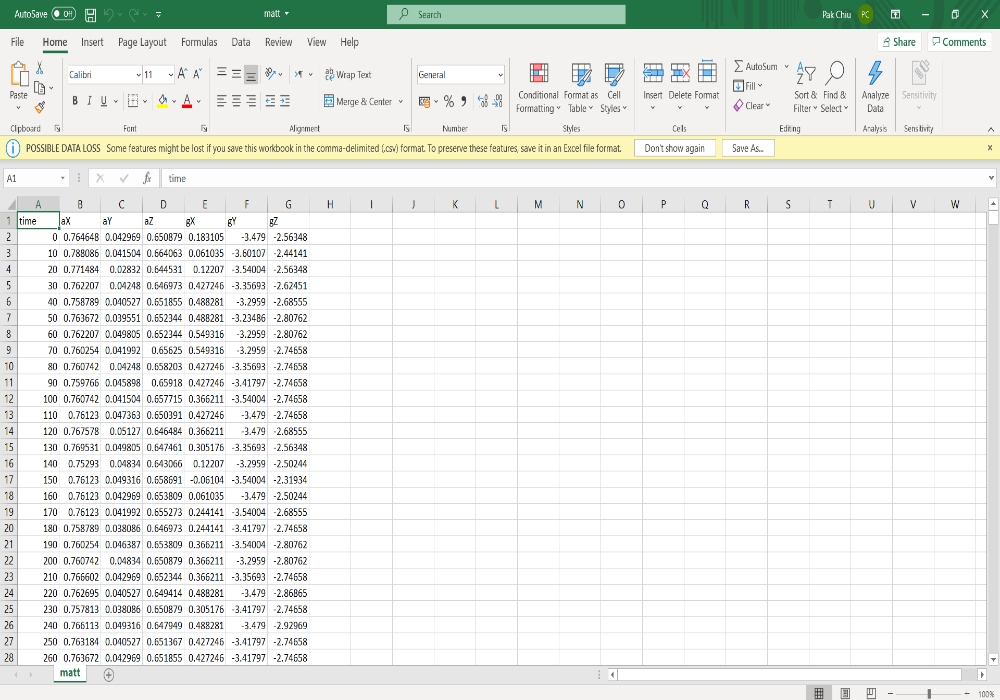 AutoSave Off matt Search Pak Chiu PC
File Home Insert Page Layout Formulas Data Review View Help Share Comments
Paste Calibri 11 A A Wrap Text General Conditional Formatting Format as Table Cell Styles Insert Delete Format AutoSum Fill Clear Sort & Filter Find & Select Analyze Data Sensitivity
B I U A Merge & Center % 9
Clipboard Font Alignment Number Styles Cells Editing Analysis Sensitivity
POSSIBLE DATA LOSS Some features might be lost if you save this workbook in the comma-delimited (.csv) format. To preserve these features, save it in an Excel file format. Don't show again Save As...
A1 fx time
A B C D E F G H I J K L M N O P Q R S T U V W
1 time aX aY aZ gX gY gZ
2 0 0.764648 0.042969 0.650879 0.183105 -3.479 -2.56348
3 10 0.788086 0.041504 0.664063 0.061035 -3.60107 -2.44141
4 20 0.771484 0.02832 0.644531 0.12207 -3.54004 -2.56348
5 30 0.762207 0.04248 0.646973 0.427246 -3.35693 -2.62451
6 40 0.758789 0.040527 0.651855 0.488281 -3.2959 -2.68555
7 50 0.763672 0.039551 0.652344 0.488281 -3.23486 -2.80762
8 60 0.762207 0.049805 0.652344 0.549316 -3.2959 -2.80762
9 70 0.760254 0.041992 0.65625 0.549316 -3.2959 -2.74658
10 80 0.760742 0.04248 0.658203 0.427246 -3.35693 -2.74658
11 90 0.759766 0.045898 0.65918 0.427246 -3.41797 -2.74658
12 100 0.760742 0.041504 0.657715 0.366211 -3.54004 -2.74658
13 110 0.76123 0.047363 0.650391 0.427246 -3.479 -2.74658
14 120 0.767578 0.05127 0.646484 0.366211 -3.479 -2.68555
15 130 0.769531 0.049805 0.647461 0.305176 -3.35693 -2.56348
16 140 0.75293 0.04834 0.643066 0.12207 -3.2959 -2.50244
17 150 0.76123 0.049316 0.658691 -0.06104 -3.54004 -2.31934
18 160 0.76123 0.042969 0.653809 0.061035 -3.479 -2.50244
19 170 0.76123 0.041992 0.655273 0.244141 -3.54004 -2.68555
20 180 0.758789 0.038086 0.646973 0.244141 -3.41797 -2.74658
21 190 0.760254 0.046387 0.653809 0.366211 -3.54004 -2.80762
22 200 0.760742 0.04834 0.650879 0.366211 -3.2959 -2.80762
23 210 0.766602 0.042969 0.652344 0.366211 -3.35693 -2.74658
24 220 0.762695 0.040527 0.649414 0.488281 -3.479 -2.86865
25 230 0.757813 0.038086 0.650879 0.305176 -3.41797 -2.74658
26 240 0.766113 0.049316 0.647949 0.488281 -3.479 -2.92969
27 250 0.763184 0.040527 0.651367 0.427246 -3.41797 -2.74658
28 260 0.763672 0.042969 0.651855 0.427246 -3.41797 -2.74658
matt
100%